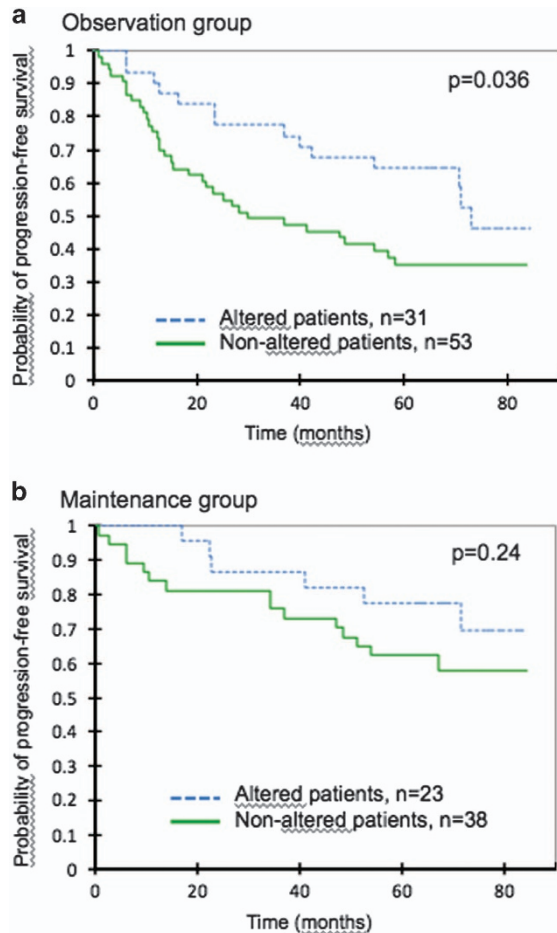 a
Observation group
Probability of progression-free survival
1
0.9
0.8
0.7
0.6
0.5
0.4
0.3
0.2
0.1
0
p=0.036
Altered patients, n=31
Non-altered patients, n=53
0 20 40 60 80
Time (months)
b
Maintenance group
Probability of progression-free survival
1
0.9
0.8
0.7
0.6
0.5
0.4
0.3
0.2
0.1
0
p=0.24
Altered patients, n=23
Non-altered patients, n=38
0 20 40 60 80
Time (months)